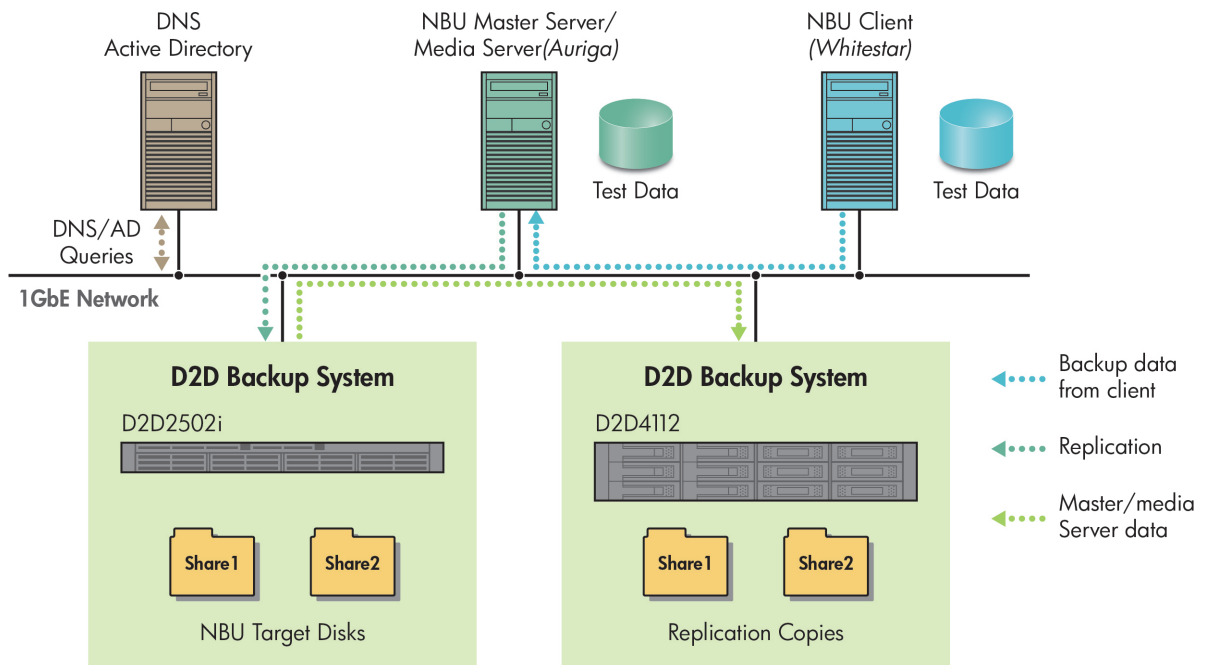 DNS
Active Directory
NBU Master Server/
Media Server(Auriga)
NBU Client
(Whitestar)
Test Data
Test Data
DNS/AD
Queries
1GbE Network
D2D Backup System
D2D2502i
Share1
Share2
NBU Target Disks
D2D Backup System
D2D4112
Share1
Share2
Replication Copies
Backup data
from client
Replication
Master/media
Server data